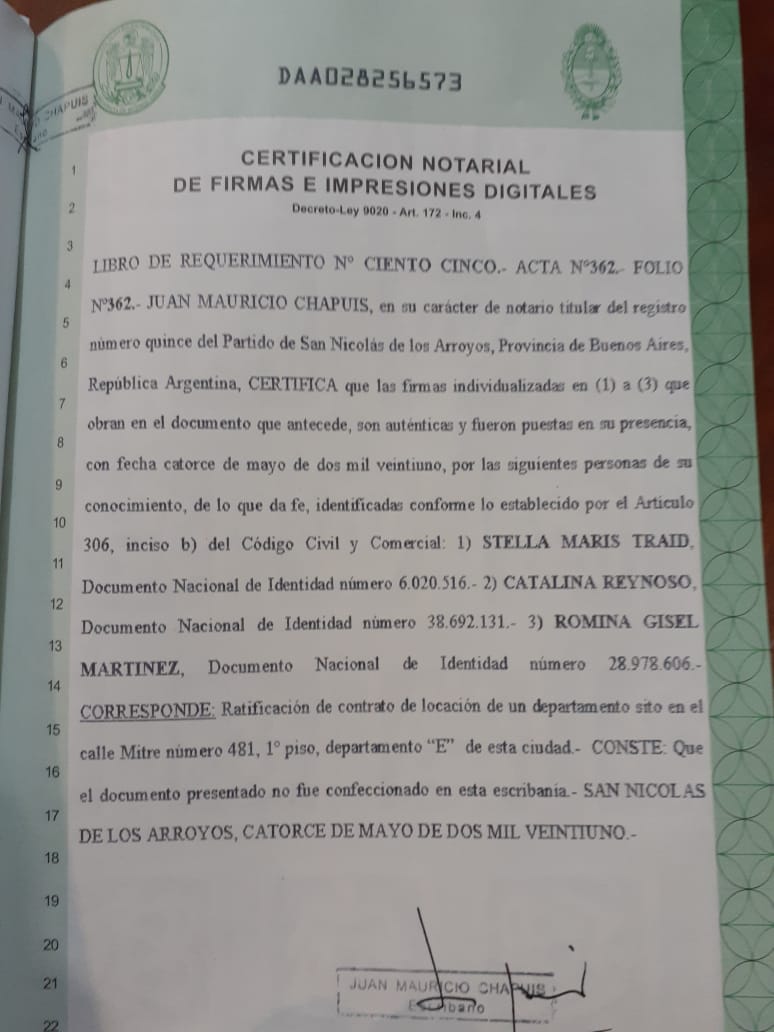 DAA028256573
CHAPUIS
CERTIFICACION NOTARIAL
DE FIRMAS E IMPRESIONES DIGITALES
Decreto-Ley 9020 - Art. 172 - Inc. 4
1
2
3
4
5
6
7
8
9
10
11
12
13
14
15
16
17
18
19
20
21
22
LIBRO DE REQUERIMIENTO Nº CIENTO CINCO.- ACTA Nº362.- FOLIO
Nº362.- JUAN MAURICIO CHAPUIS, en su carácter de notario titular del registro
número quince del Partido de San Nicolás de los Arroyos, Provincia de Buenos Aires,
República Argentina, CERTIFICA que las firmas individualizadas en (1) a (3) que
obran en el documento que antecede, son auténticas y fueron puestas en su presencia,
con fecha catorce de mayo de dos mil veintiuno, por las siguientes personas de su
conocimiento, de lo que da fe, identificadas conforme lo establecido por el Articulo
306, inciso b) del Código Civil y Comercial: 1) STELLA MARIS TRAID,
Documento Nacional de Identidad número 6.020.516.- 2) CATALINA REYNOSO,
Documento Nacional de Identidad número 38.692.131.- 3) ROMINA GISEL
MARTINEZ, Documento Nacional de Identidad número 28.978.606.-
CORRESPONDE: Ratificación de contrato de locación de un departamento sito en el
calle Mitre número 481, 1º piso, departamento “E” de esta ciudad.- CONSTE: Que
el documento presentado no fue confeccionado en esta escribanía.- SAN NICOLAS
DE LOS ARROYOS, CATORCE DE MAYO DE DOS MIL VEINTIUNO.-
JUAN MAURICIO CHAPUIS
Escribano